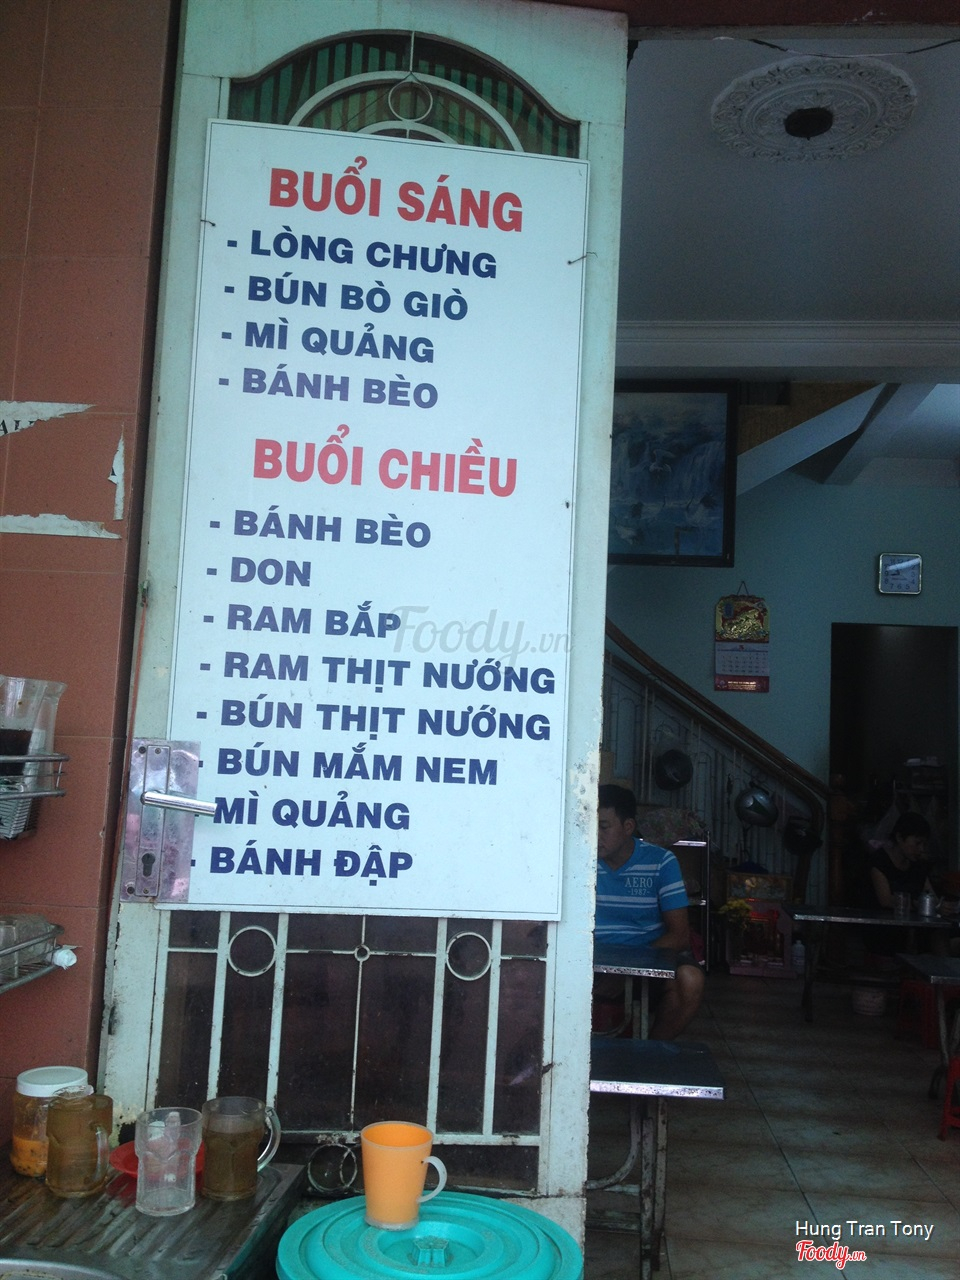 BUỔI SÁNG
- LÒNG CHƯNG
- BÚN BÒ GIÒ
- MÌ QUẢNG
- BÁNH BÈO
BUỔI CHIỀU
- BÁNH BÈO
- DON
- RAM BẮP
- RAM THỊT NƯỚNG
- BÚN THỊT NƯỚNG
- BÚN MẮM NEM
MÌ QUẢNG
- BÁNH ĐẬP
Foody.vn
AERO
-1987-
Hung Tran Tony
Foody.vn